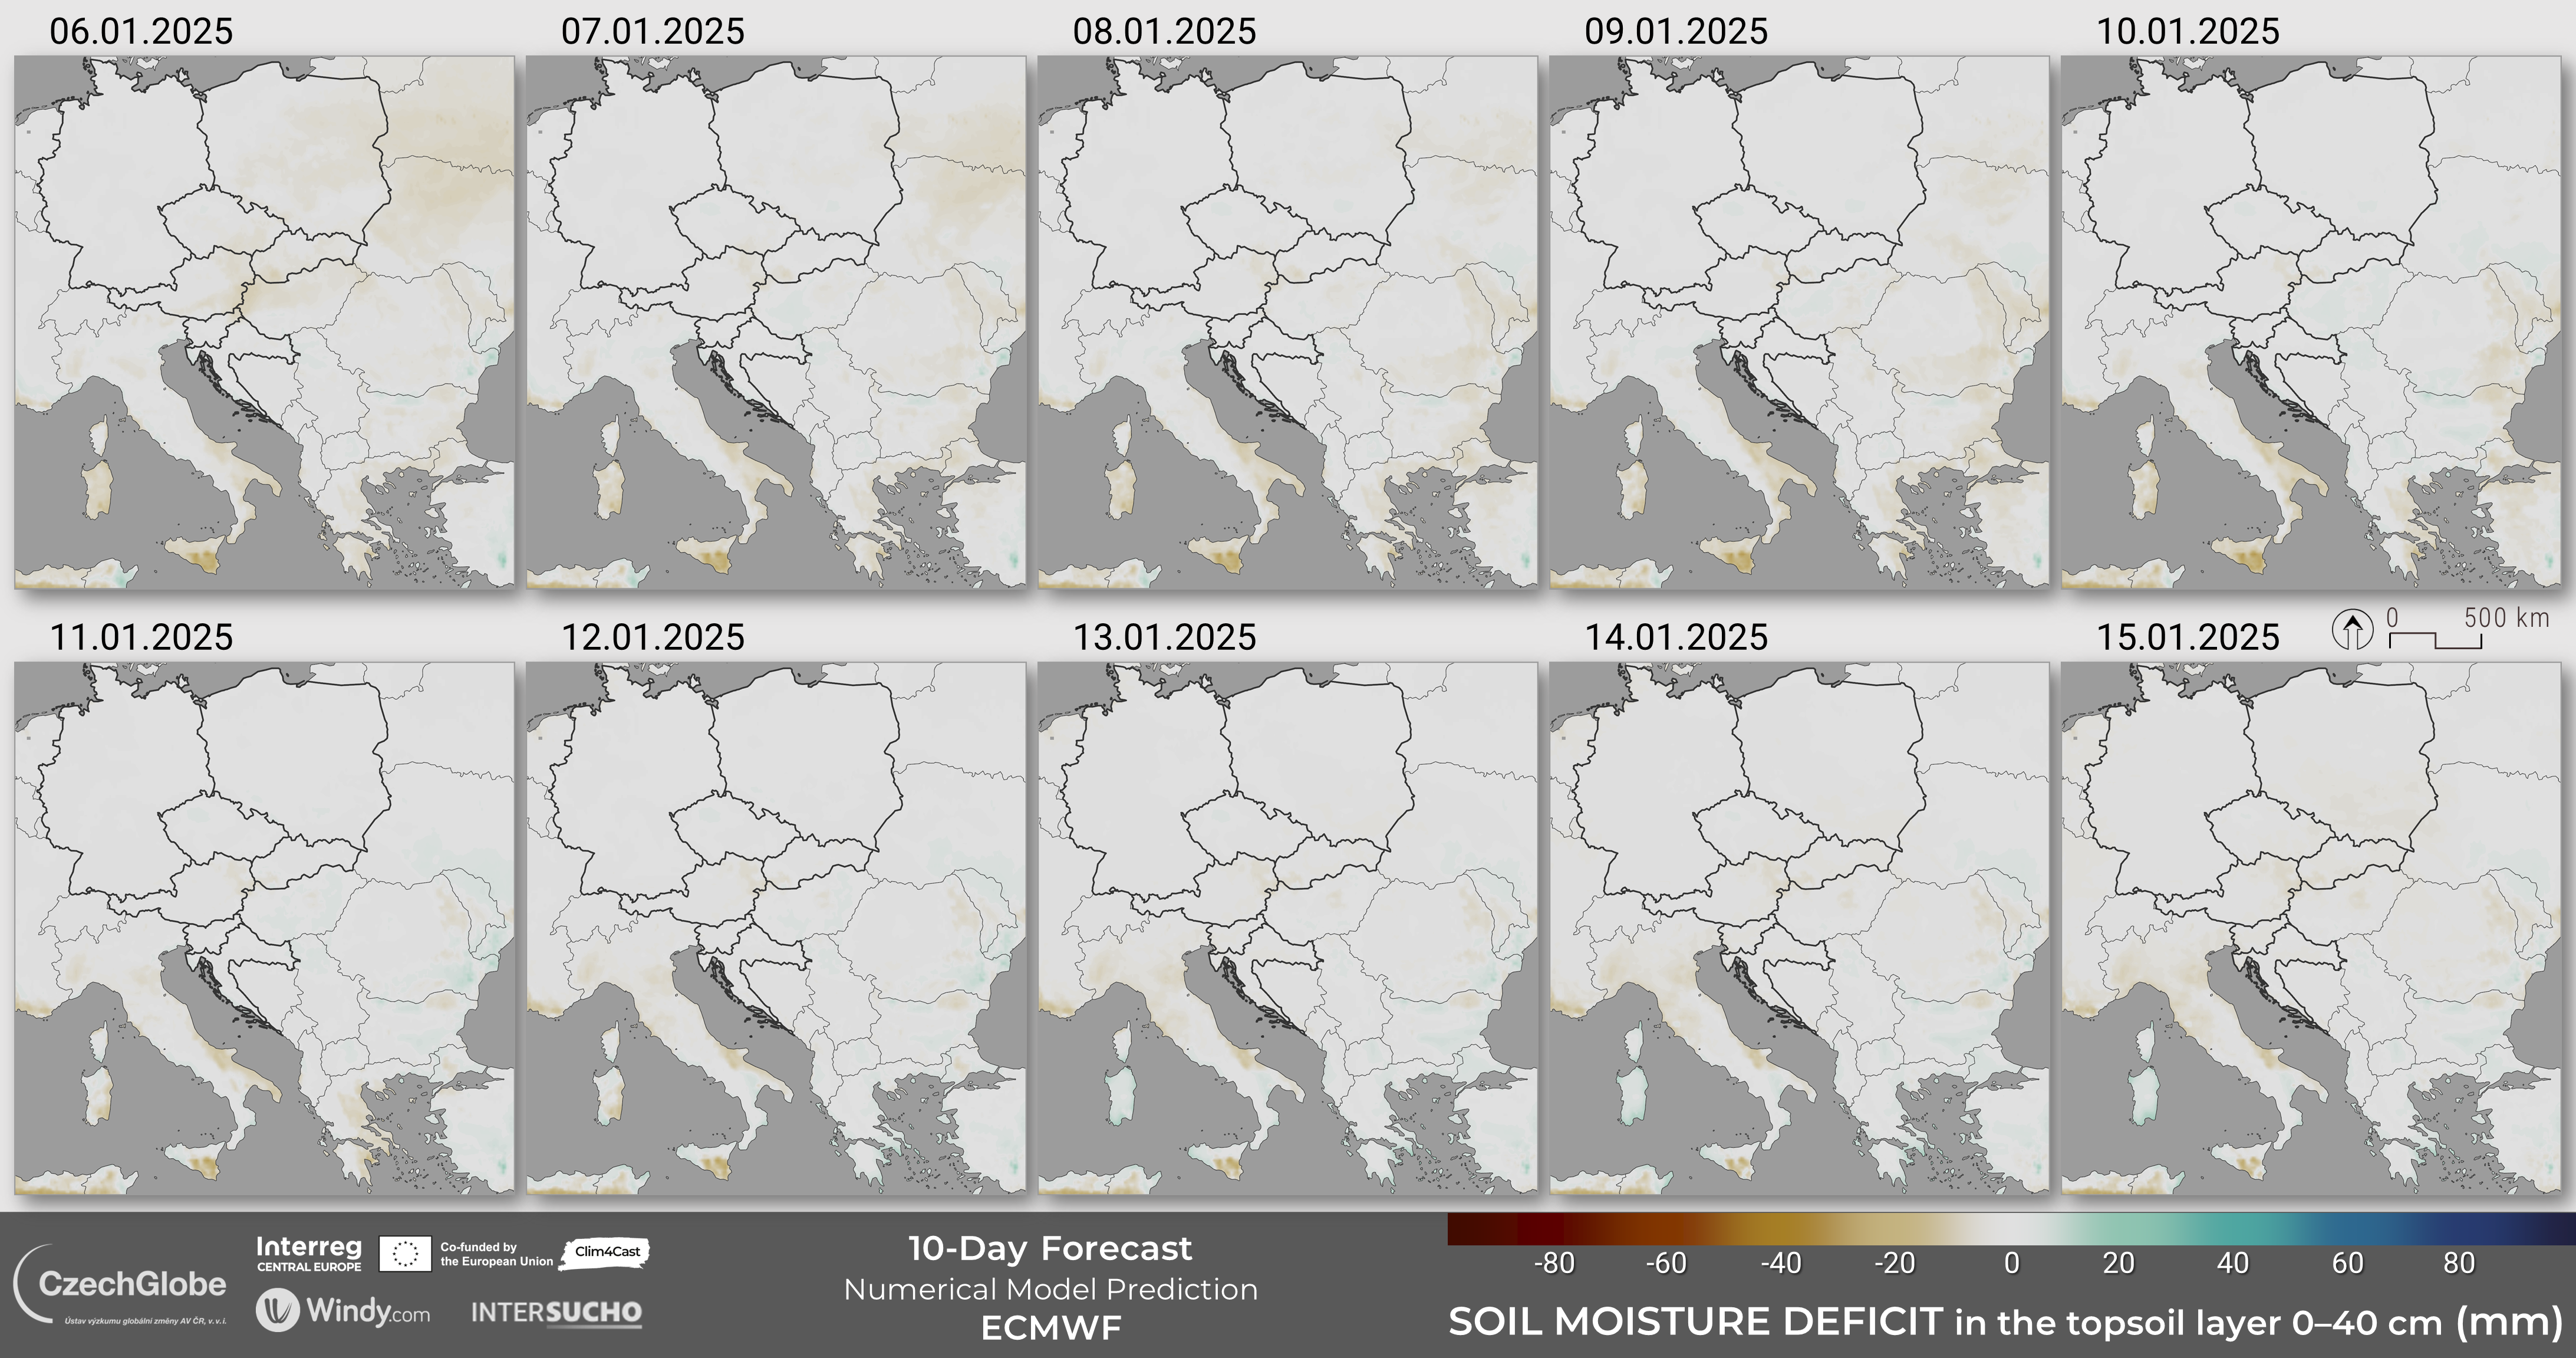 06.01.2025
07.01.2025
08.01.2025
09.01.2025
10.01.2025
11.01.2025
12.01.2025
13.01.2025
14.01.2025
15.01.2025
0 500 km
CzechGlobe
Ústav výzkumu globální změny AV ČR, v. v. i.
Interreg
CENTRAL EUROPE
Co-funded by
the European Union
Clim4Cast
Windy.com
INTERSUCHO
10-Day Forecast
Numerical Model Prediction
ECMWF
-80 -60 -40 -20 0 20 40 60 80
SOIL MOISTURE DEFICIT in the topsoil layer 0–40 cm (mm)